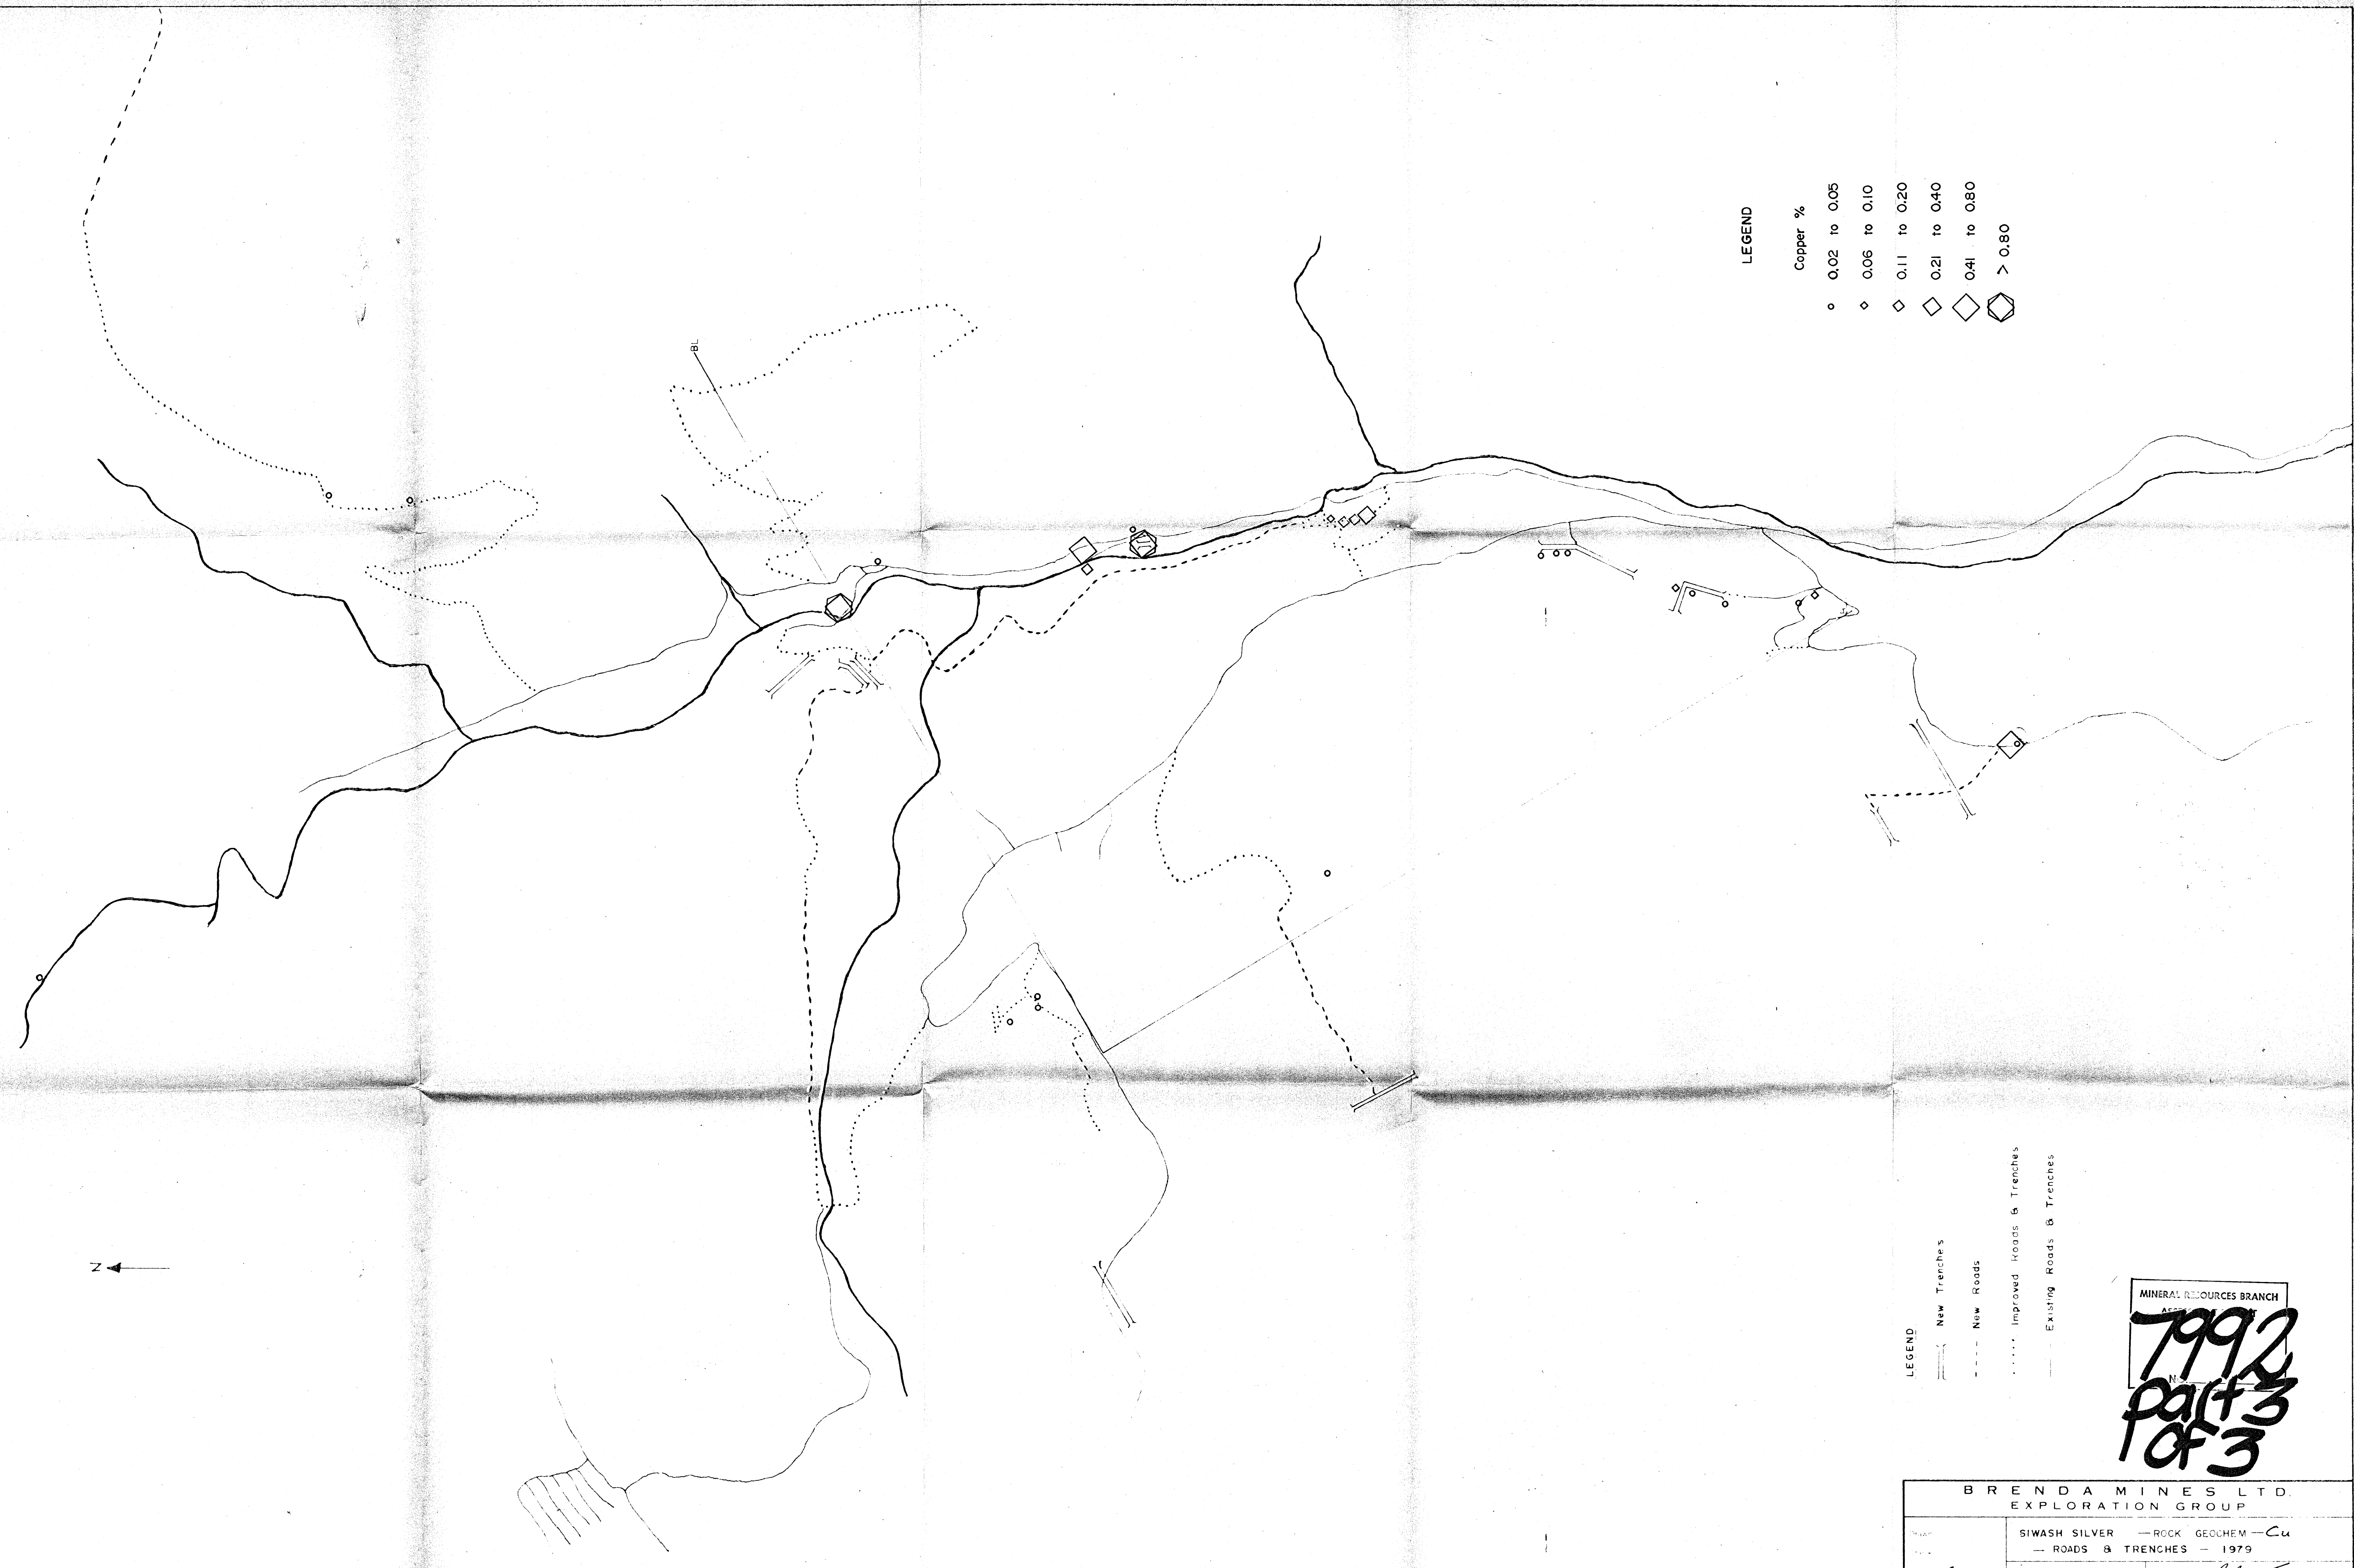 LEGEND
Copper %
0.02 to 0.05
0.06 to 0.10
0.11 to 0.20
0.21 to 0.40
0.41 to 0.80
> 0.80
BL
N
LEGEND
New Trenches
New Roads
Improved Roads & Trenches
Existing Roads & Trenches
MINERAL RESOURCES BRANCH
NO.
7992
part 3
of 3
BRENDA MINES LTD.
EXPLORATION GROUP
SIWASH SILVER — ROCK GEOCHEM — Cu
— ROADS & TRENCHES — 1979